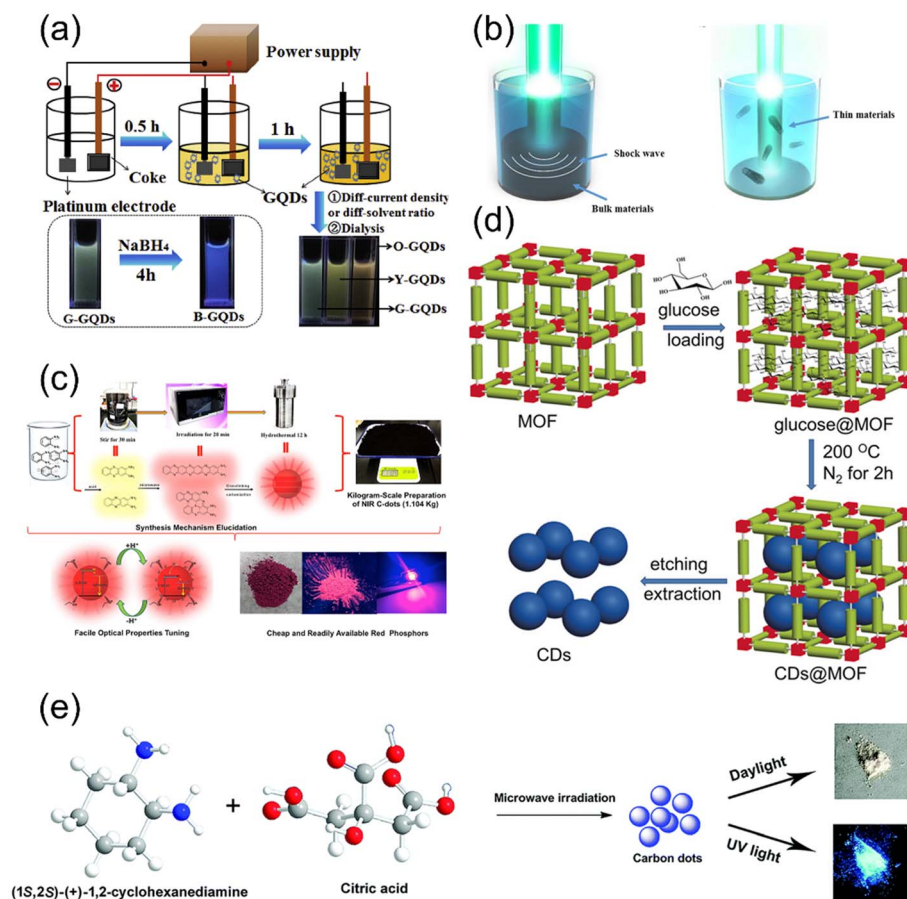 (a)
Power supply
0.5 h
1 h
Coke
GQDs
Platinum electrode
①Diff-current density
or diff-solvent ratio
②Dialysis
NaBH₄
4h
G-GQDs
B-GQDs
O-GQDs
Y-GQDs
G-GQDs
(b)
Shock wave
Bulk materials
Thin materials
(c)
Stir for 30 min
Irradiation for 20 min
Hydrothermal 12 h
Kilogram-Scale Preparation
of NIR C-dots (1.104 Kg)
Synthesis Mechanism Elucidation
+H⁺
-H⁺
Facile Optical Properties Tuning
Cheap and Readily Available Red Phosphors
(d)
HO
OH
glucose
loading
MOF
glucose@MOF
200 °C
N₂ for 2h
etching
extraction
CDs
CDs@MOF
(e)
+
Microwave irradiation
Carbon dots
Daylight
UV light
(1S,2S)-(+)-1,2-cyclohexanediamine
Citric acid